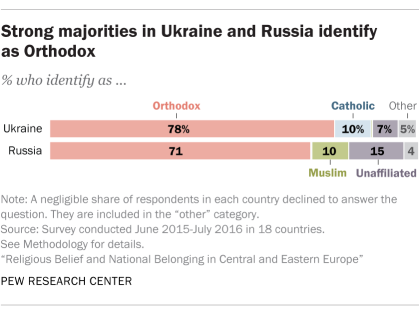 Strong majorities in Ukraine and Russia identify
as Orthodox
% who identify as ...
Orthodox Catholic Other
Ukraine 78% 10% 7% 5%
Russia 71 10 15 4
Muslim Unaffiliated
Note: A negligible share of respondents in each country declined to answer the
question. They are included in the “other” category.
Source: Survey conducted June 2015-July 2016 in 18 countries.
See Methodology for details.
“Religious Belief and National Belonging in Central and Eastern Europe”
PEW RESEARCH CENTER